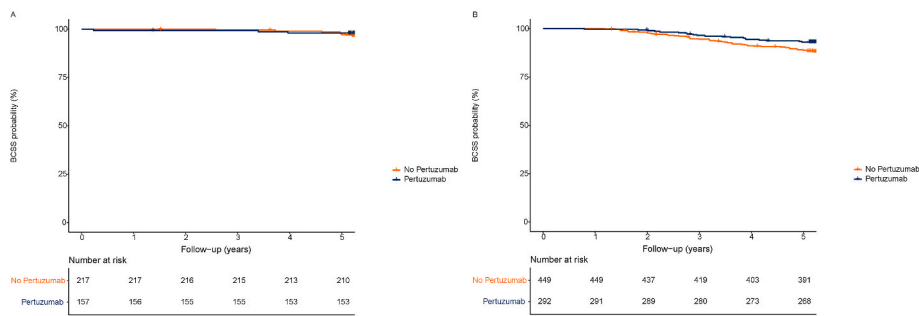 A
BCSS probability (%)
100
75
50
25
0
0 1 2 3 4 5
Follow-up (years)
No Pertuzumab
Pertuzumab
Number at risk
No Pertuzumab 217 217 216 215 213 210
Pertuzumab 157 156 155 155 153 153
B
BCSS probability (%)
100
75
50
25
0
0 1 2 3 4 5
Follow-up (years)
No Pertuzumab
Pertuzumab
Number at risk
No Pertuzumab 449 449 437 419 403 391
Pertuzumab 292 291 289 280 273 268